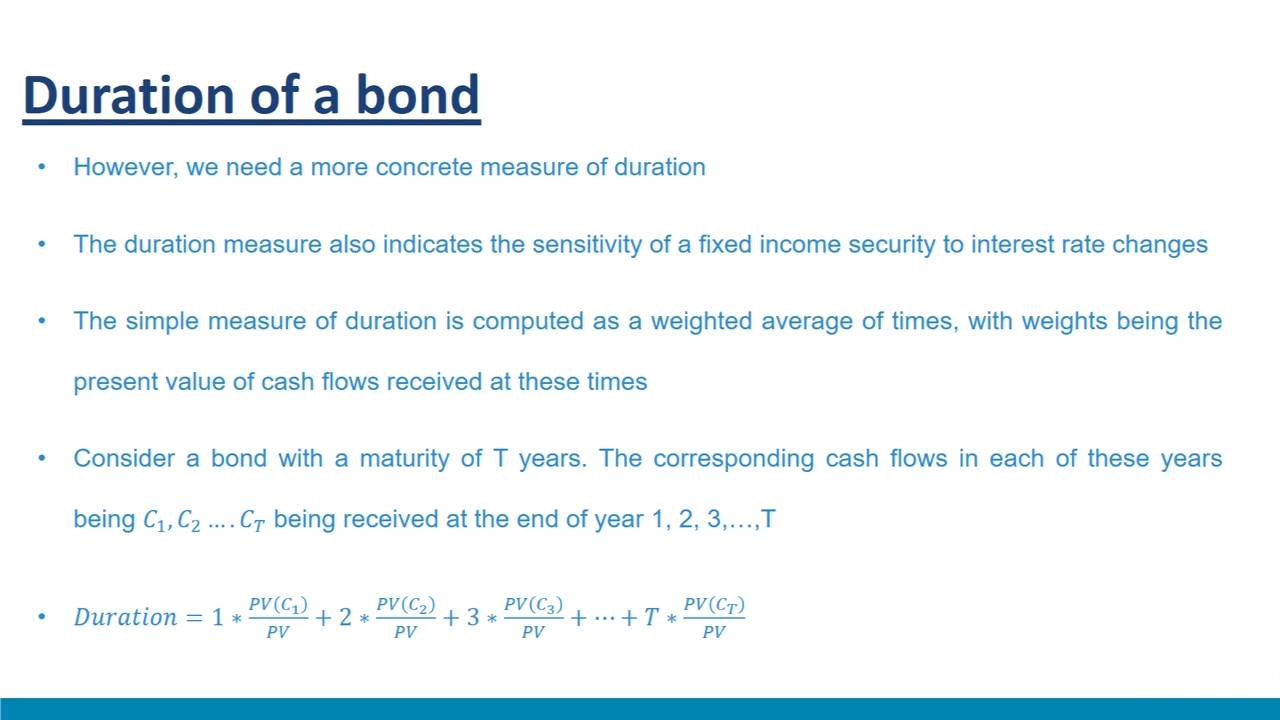 Duration of a bond
• However, we need a more concrete measure of duration
• The duration measure also indicates the sensitivity of a fixed income security to interest rate changes
• The simple measure of duration is computed as a weighted average of times, with weights being the
present value of cash flows received at these times
• Consider a bond with a maturity of T years. The corresponding cash flows in each of these years
being C₁, C₂ …. C_T being received at the end of year 1, 2, 3,…,T
• Duration = 1 * PV(C₁)/PV + 2 * PV(C₂)/PV + 3 * PV(C₃)/PV + ⋯ + T * PV(C_T)/PV